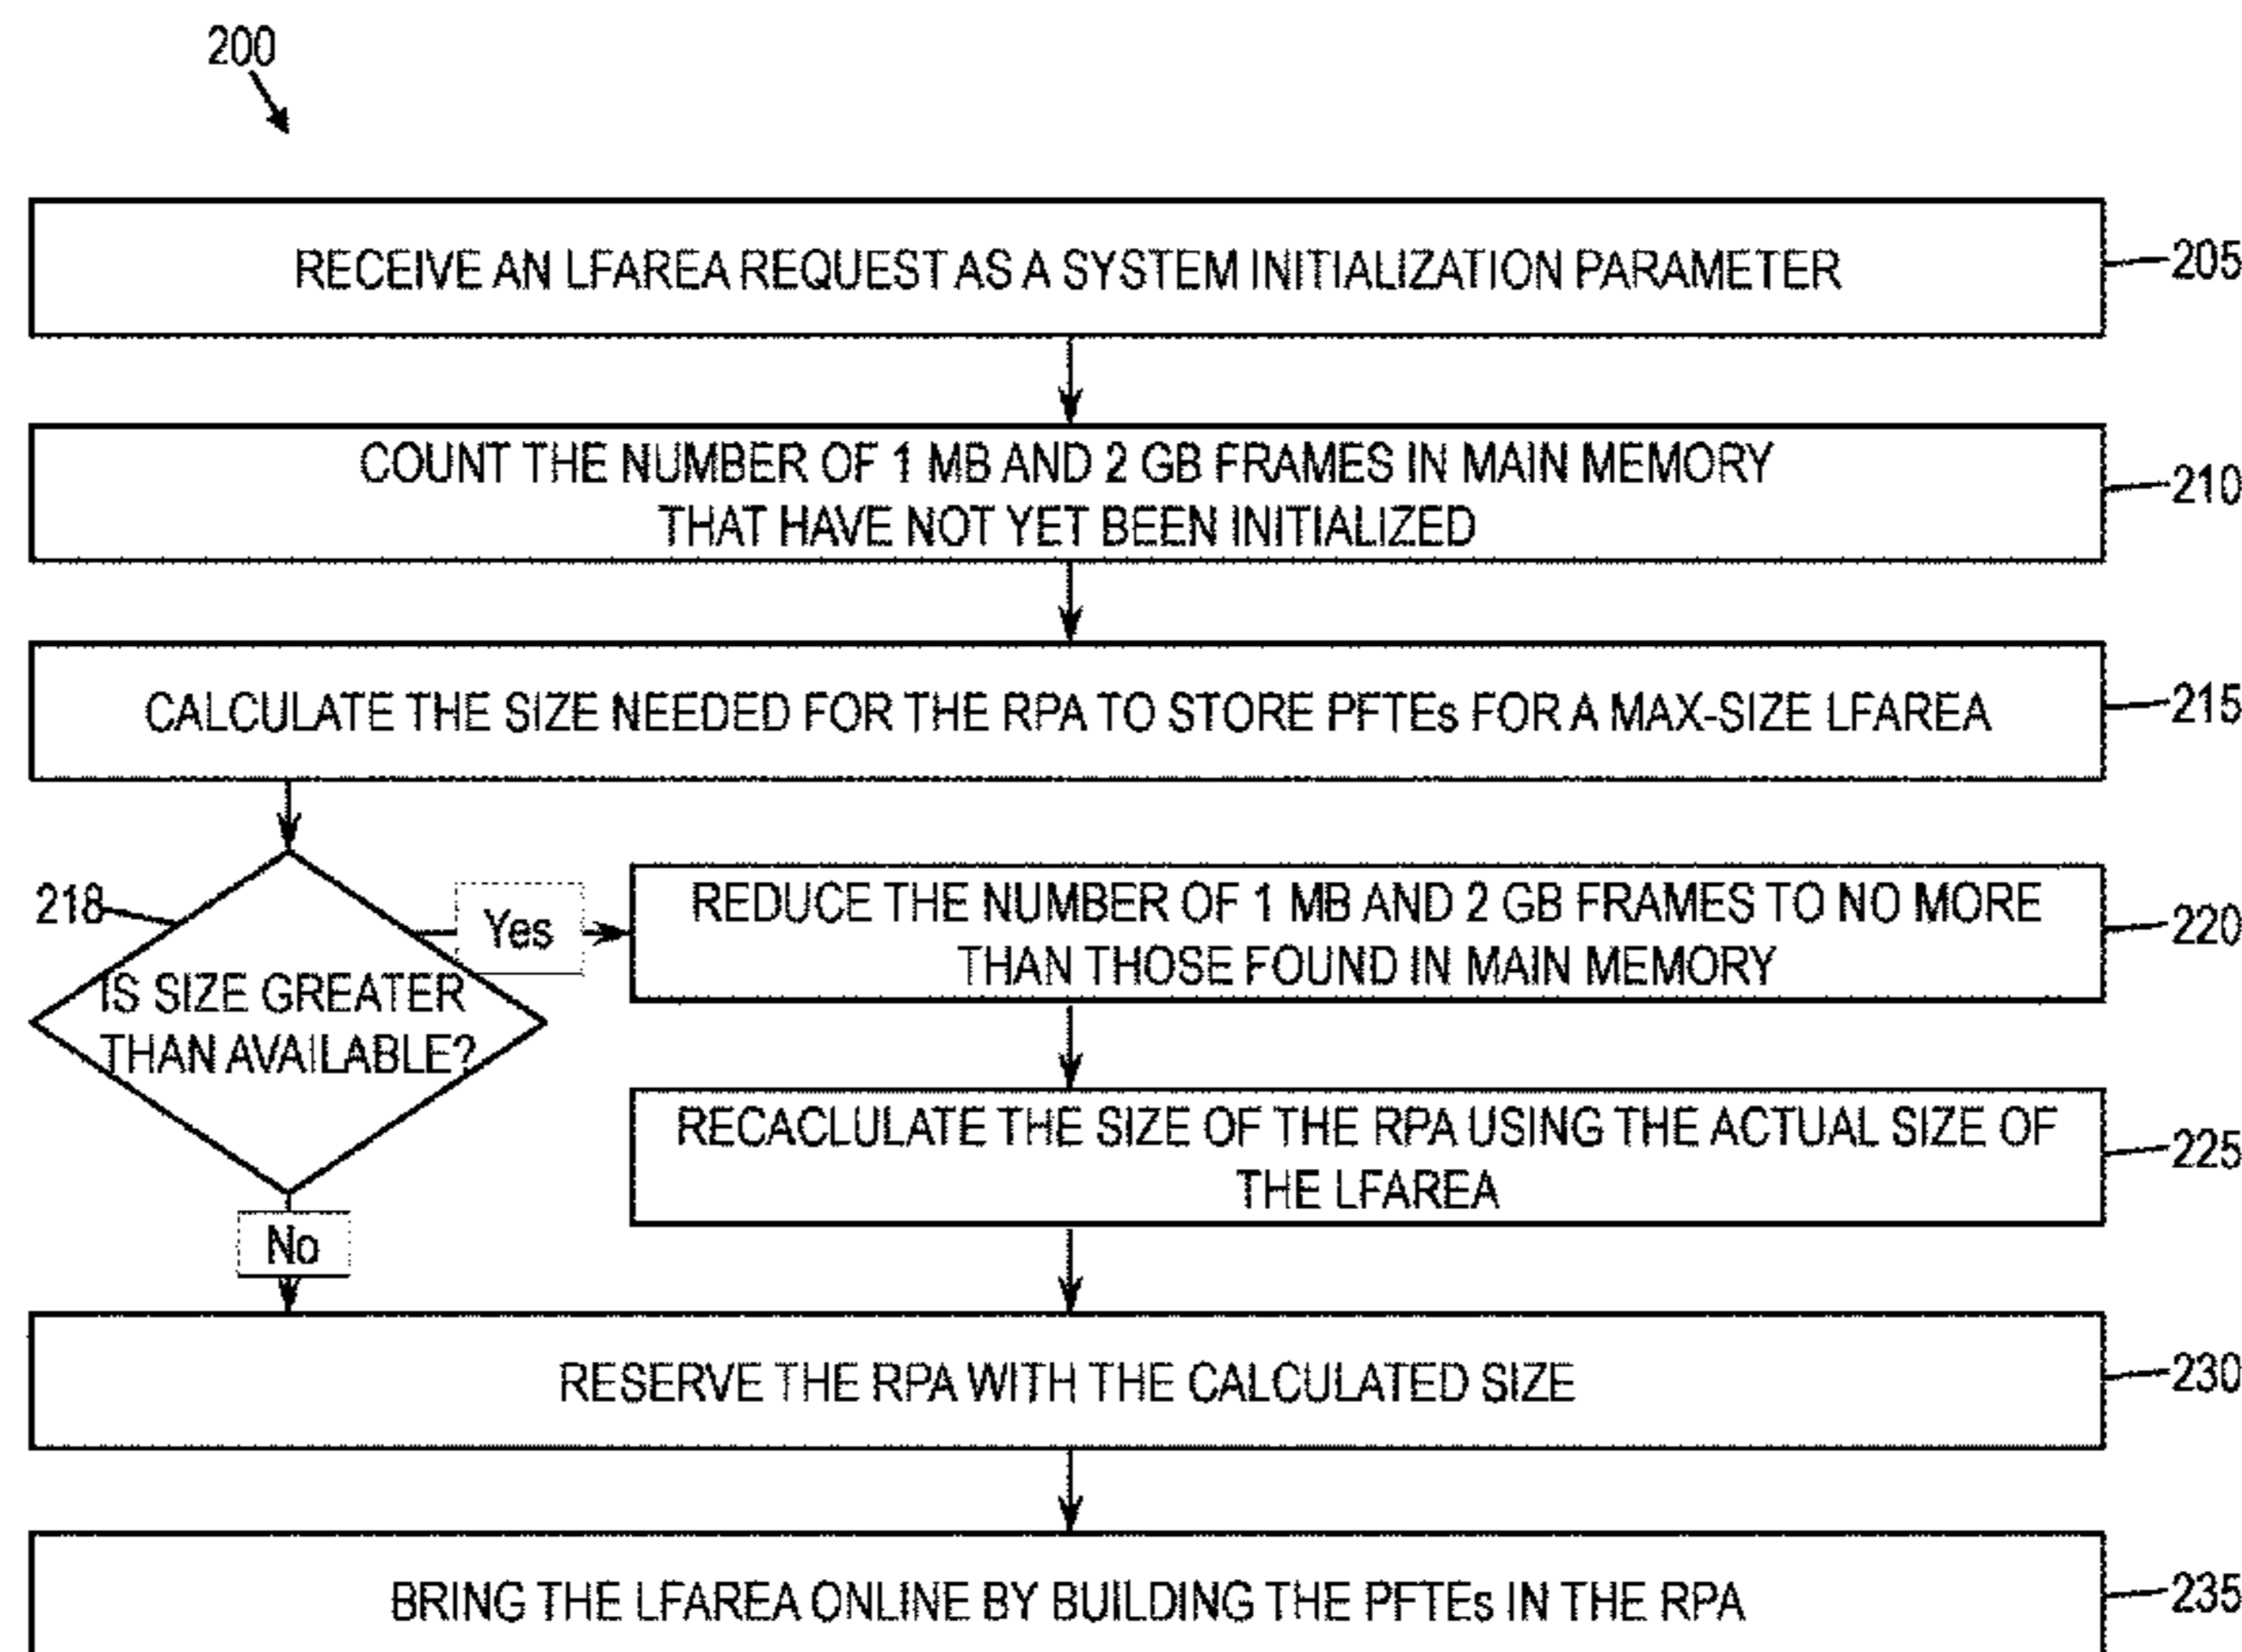 200
RECEIVE AN LFAREA REQUEST AS A SYSTEM INITIALIZATION PARAMETER
205
COUNT THE NUMBER OF 1 MB AND 2 GB FRAMES IN MAIN MEMORY
THAT HAVE NOT YET BEEN INITIALIZED
210
CALCULATE THE SIZE NEEDED FOR THE RPA TO STORE PFTEs FOR A MAX-SIZE LFAREA
215
218
IS SIZE GREATER
THAN AVAILABLE?
Yes
REDUCE THE NUMBER OF 1 MB AND 2 GB FRAMES TO NO MORE
THAN THOSE FOUND IN MAIN MEMORY
220
RECACLULATE THE SIZE OF THE RPA USING THE ACTUAL SIZE OF
THE LFAREA
225
No
RESERVE THE RPA WITH THE CALCULATED SIZE
230
BRING THE LFAREA ONLINE BY BUILDING THE PFTEs IN THE RPA
235